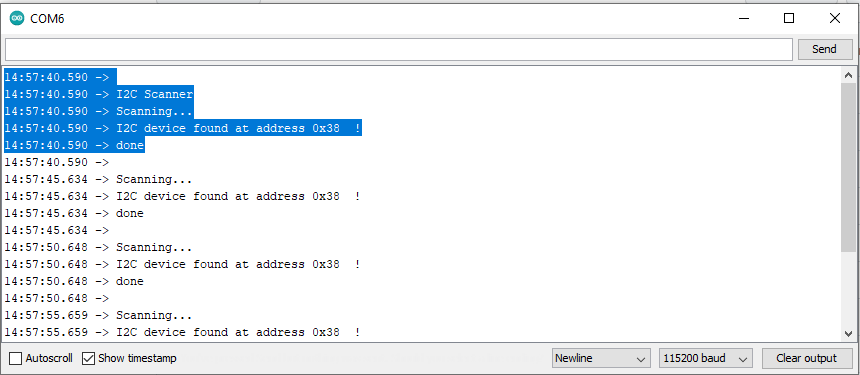 COM6
Send
14:57:40.590 ->
14:57:40.590 -> I2C Scanner
14:57:40.590 -> Scanning...
14:57:40.590 -> I2C device found at address 0x38  !
14:57:40.590 -> done
14:57:40.590 ->
14:57:45.634 -> Scanning...
14:57:45.634 -> I2C device found at address 0x38  !
14:57:45.634 -> done
14:57:45.634 ->
14:57:50.648 -> Scanning...
14:57:50.648 -> I2C device found at address 0x38  !
14:57:50.648 -> done
14:57:50.648 ->
14:57:55.659 -> Scanning...
14:57:55.659 -> I2C device found at address 0x38  !
Autoscroll Show timestamp Newline 115200 baud Clear output